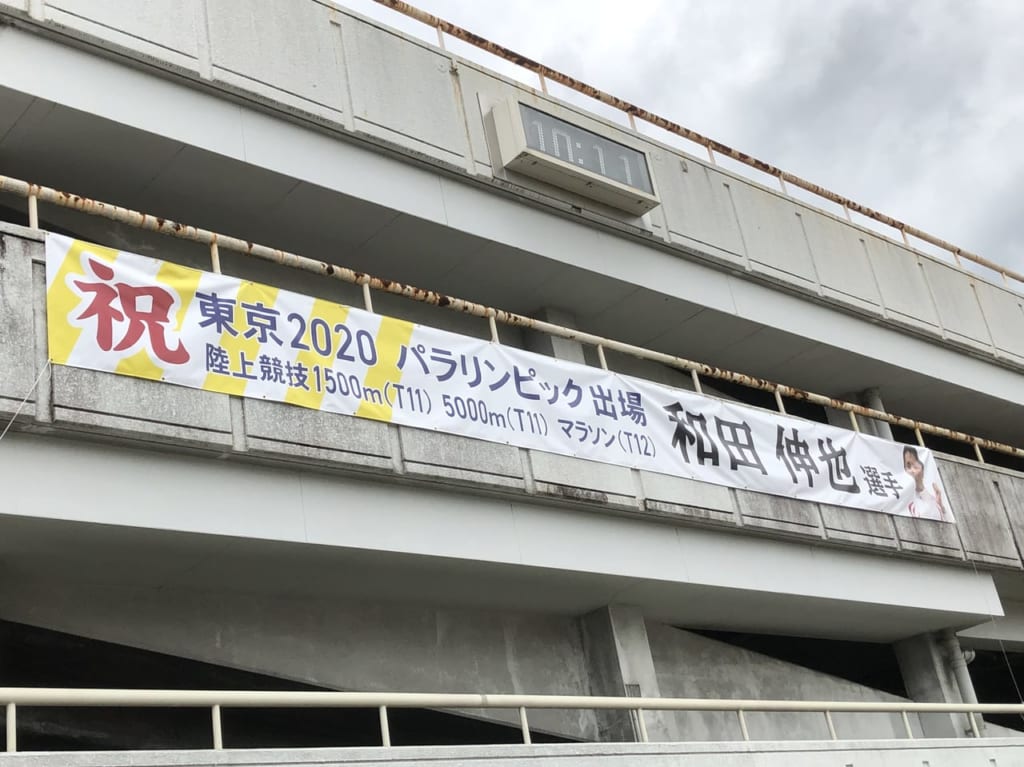 10:11
祝
東京2020 パラリンピック 出場
陸上競技1500m(T11) 5000m(T11) マラソン(T12)
和田 伸也 選手